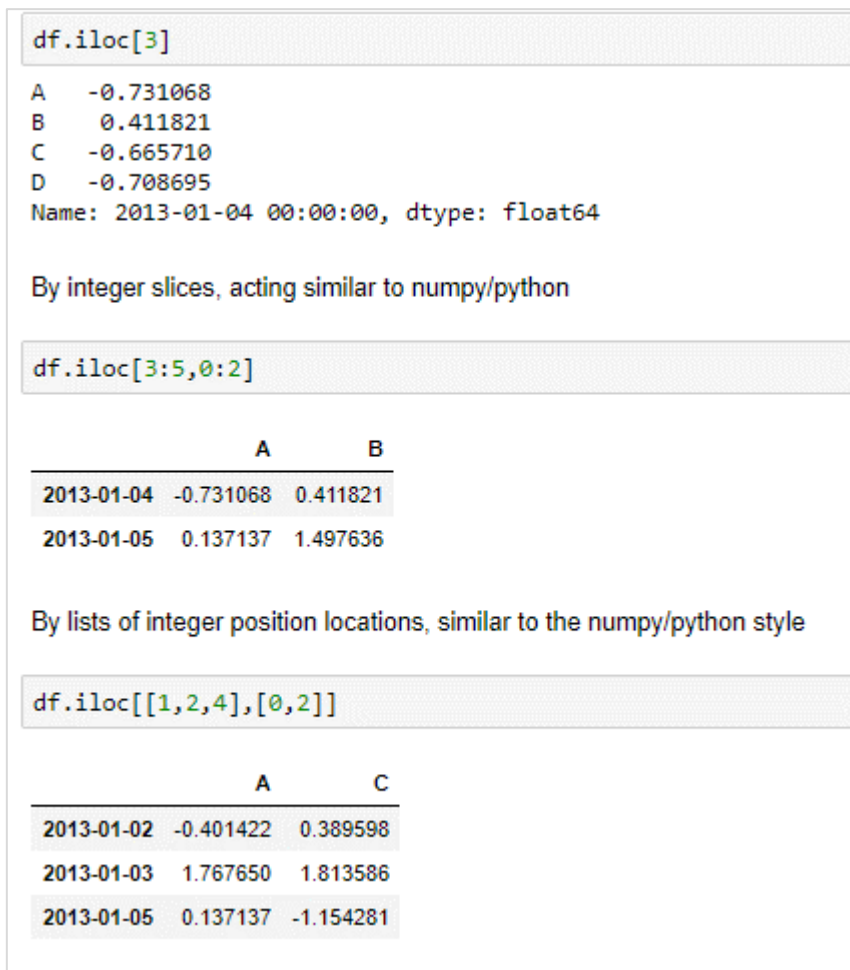 df.iloc[3]
A -0.731068
B 0.411821
C -0.665710
D -0.708695
Name: 2013-01-04 00:00:00, dtype: float64
By integer slices, acting similar to numpy/python
df.iloc[3:5,0:2]
A B
2013-01-04 -0.731068 0.411821
2013-01-05 0.137137 1.497636
By lists of integer position locations, similar to the numpy/python style
df.iloc[[1,2,4],[0,2]]
A C
2013-01-02 -0.401422 0.389598
2013-01-03 1.767650 1.813586
2013-01-05 0.137137 -1.154281